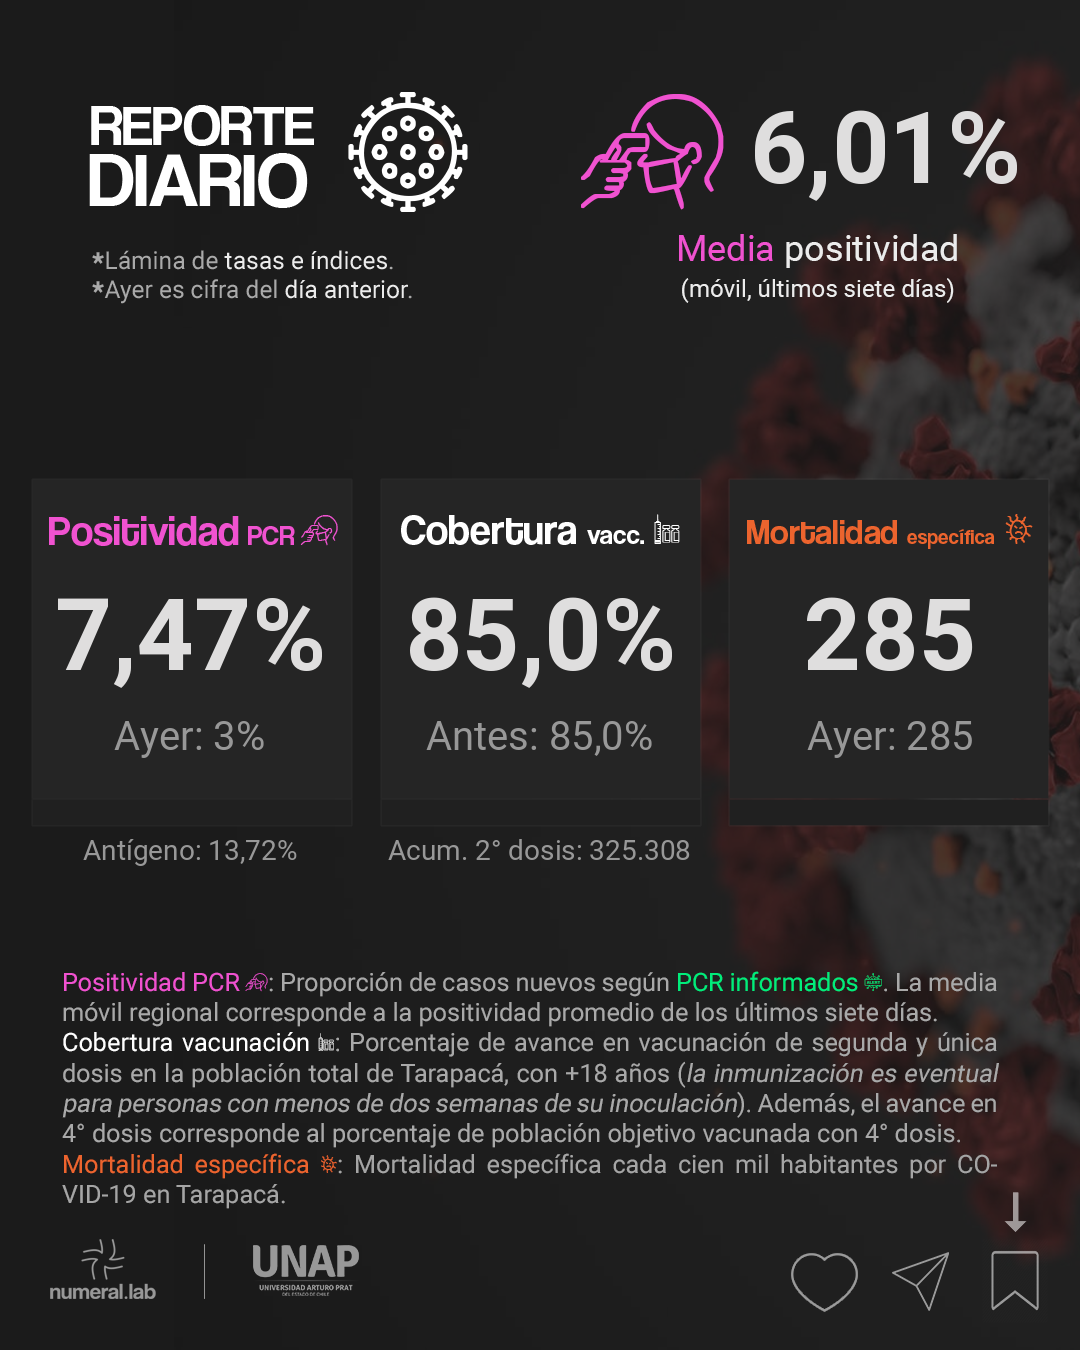 REPORTE
DIARIO
*Lámina de tasas e índices.
*Ayer es cifra del día anterior.
6,01%
Media positividad
(móvil, últimos siete días)
Positividad PCR
7,47%
Ayer: 3%
Antígeno: 13,72%
Cobertura vacc.
85,0%
Antes: 85,0%
Acum. 2° dosis: 325.308
Mortalidad específica
285
Ayer: 285
Positividad PCR: Proporción de casos nuevos según PCR informados. La media
móvil regional corresponde a la positividad promedio de los últimos siete días.
Cobertura vacunación: Porcentaje de avance en vacunación de segunda y única
dosis en la población total de Tarapacá, con +18 años (la inmunización es eventual
para personas con menos de dos semanas de su inoculación). Además, el avance en
4° dosis corresponde al porcentaje de población objetivo vacunada con 4° dosis.
Mortalidad específica: Mortalidad específica cada cien mil habitantes por CO-
VID-19 en Tarapacá.
numeral.lab
UNAP
UNIVERSIDAD ARTURO PRAT
DEL ESTADO DE CHILE